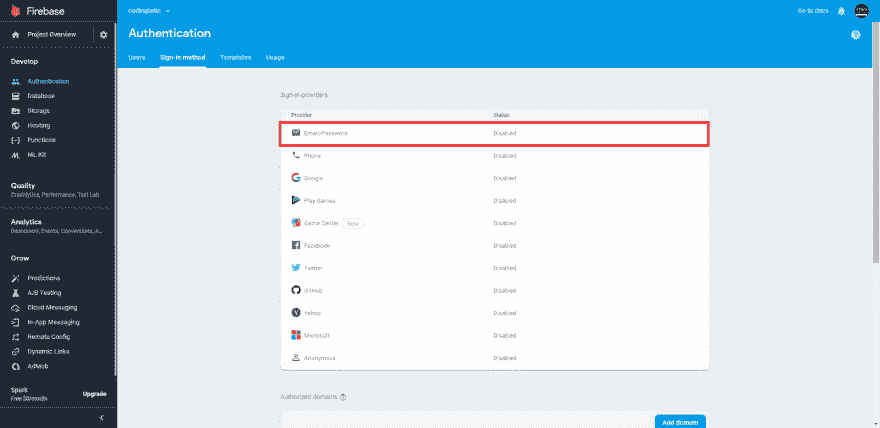 Firebase
Project Overview
Develop
Authentication
Database
Storage
Hosting
Functions
ML Kit
Quality
Crashlytics, Performance, Test Lab
Analytics
Dashboard, Events, Conversions, A...
Grow
Predictions
A/B Testing
Cloud Messaging
In-App Messaging
Remote Config
Dynamic Links
AdMob
Spark
Free $0/month
Upgrade
Go to docs
Authentication
Users
Sign-in method
Templates
Usage
Sign-in providers
Provider Status
Email/Password Disabled
Phone Disabled
Google Disabled
Play Games Disabled
Game Center Beta Disabled
Facebook Disabled
Twitter Disabled
GitHub Disabled
Yahoo Disabled
Microsoft Disabled
Anonymous Disabled
Authorized domains
Add domain